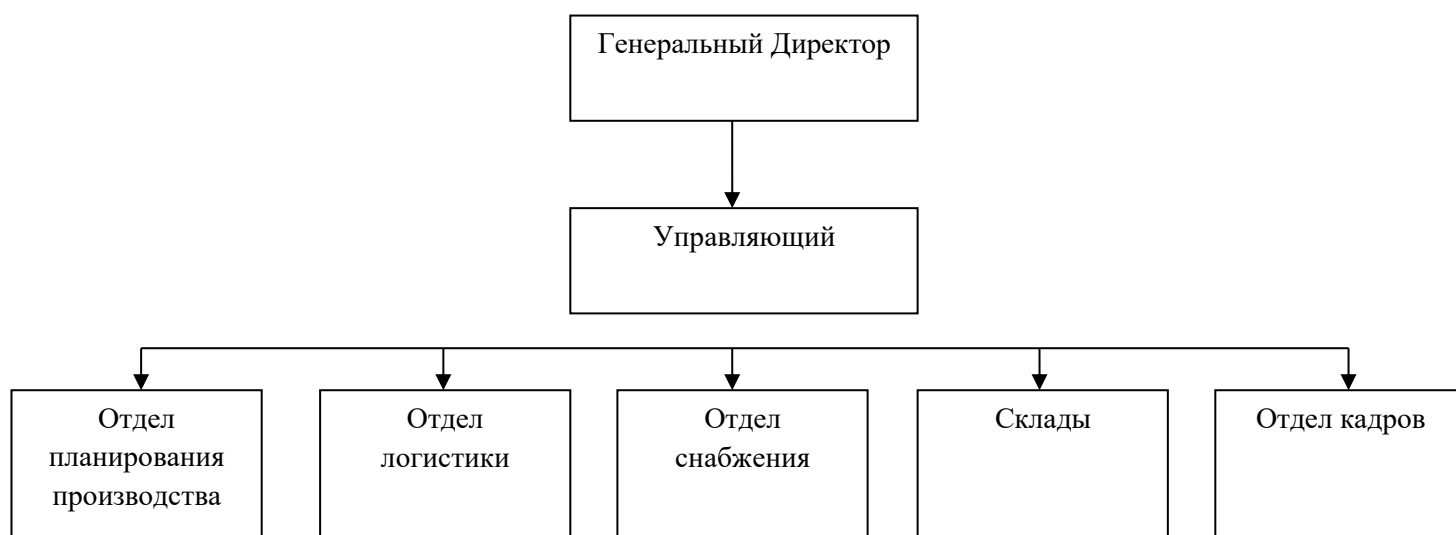 Генеральный Директор
Управляющий
Отдел
планирования
производства
Отдел
логистики
Отдел
снабжения
Склады
Отдел кадров